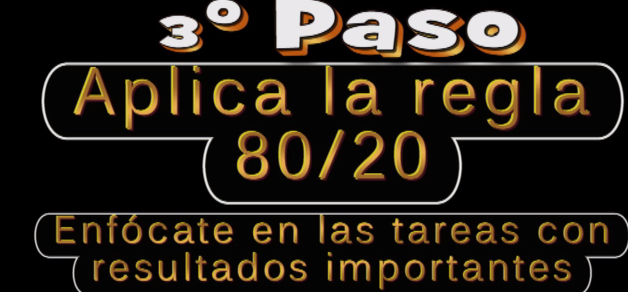 3º Paso
Aplica la regla
80/20
Enfócate en las tareas con
resultados importantes